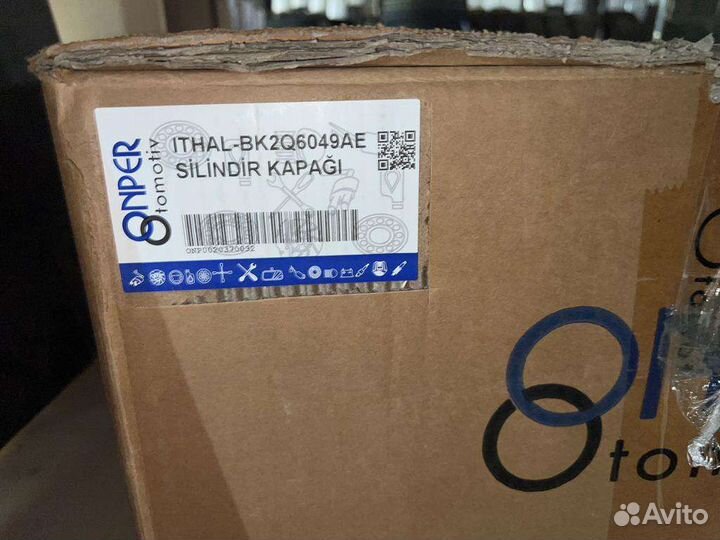 ONPER
Otomotiv
ITHAL-BK2Q6049AE
SİLİNDİR KAPAĞI
Avito